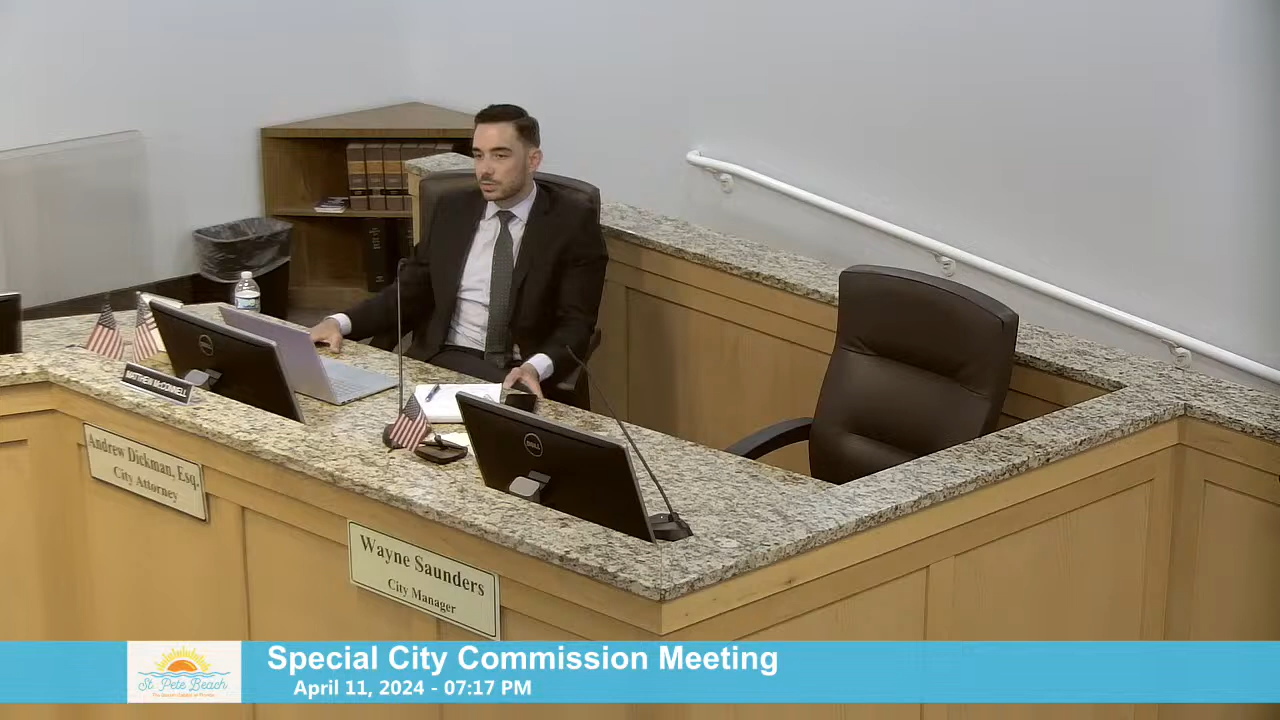 MATTHEW McCONNELL
Andrew Dickman, Esq.
City Attorney
DELL
DELL
Wayne Saunders
City Manager
St. Pete Beach
Special City Commission Meeting
April 11, 2024 - 07:17 PM